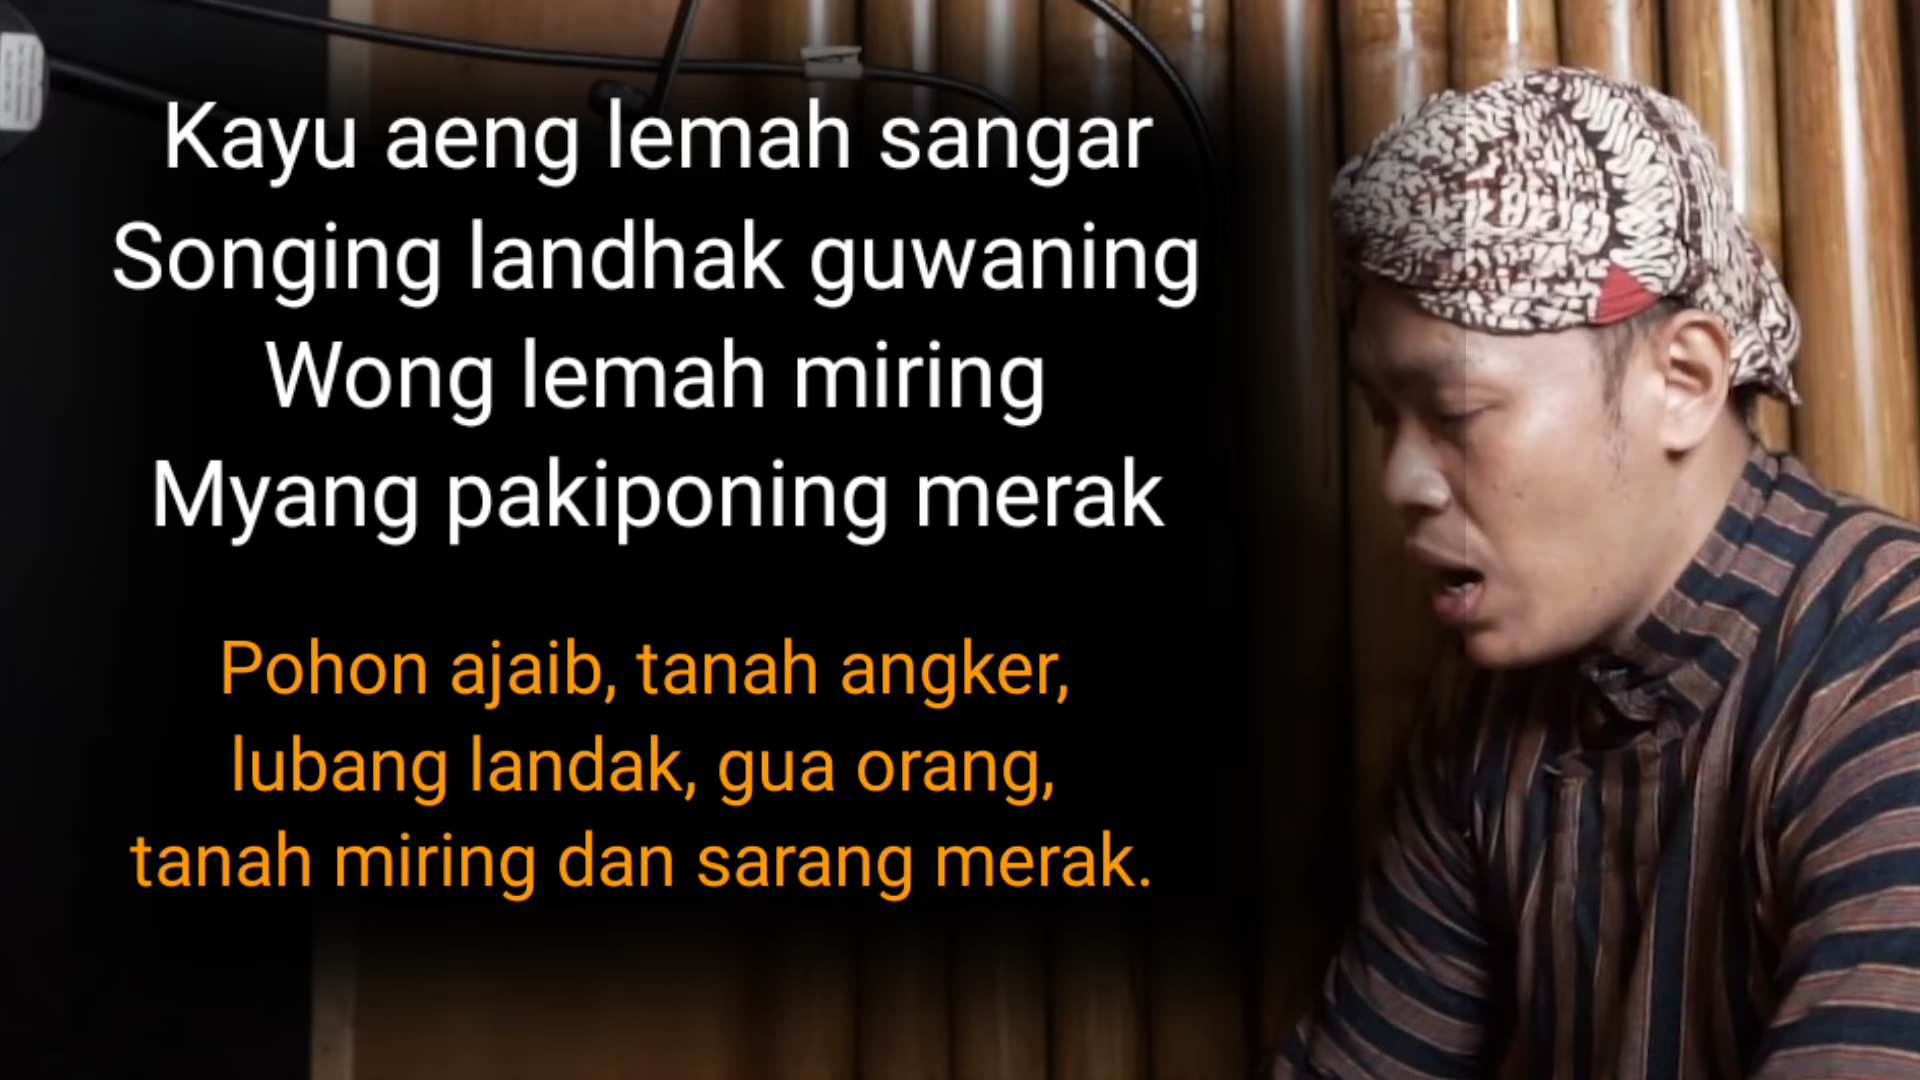 Kayu aeng lemah sangar
Songing landhak guwaning
Wong lemah miring
Myang pakiponing merak
Pohon ajaib, tanah angker,
lubang landak, gua orang,
tanah miring dan sarang merak.